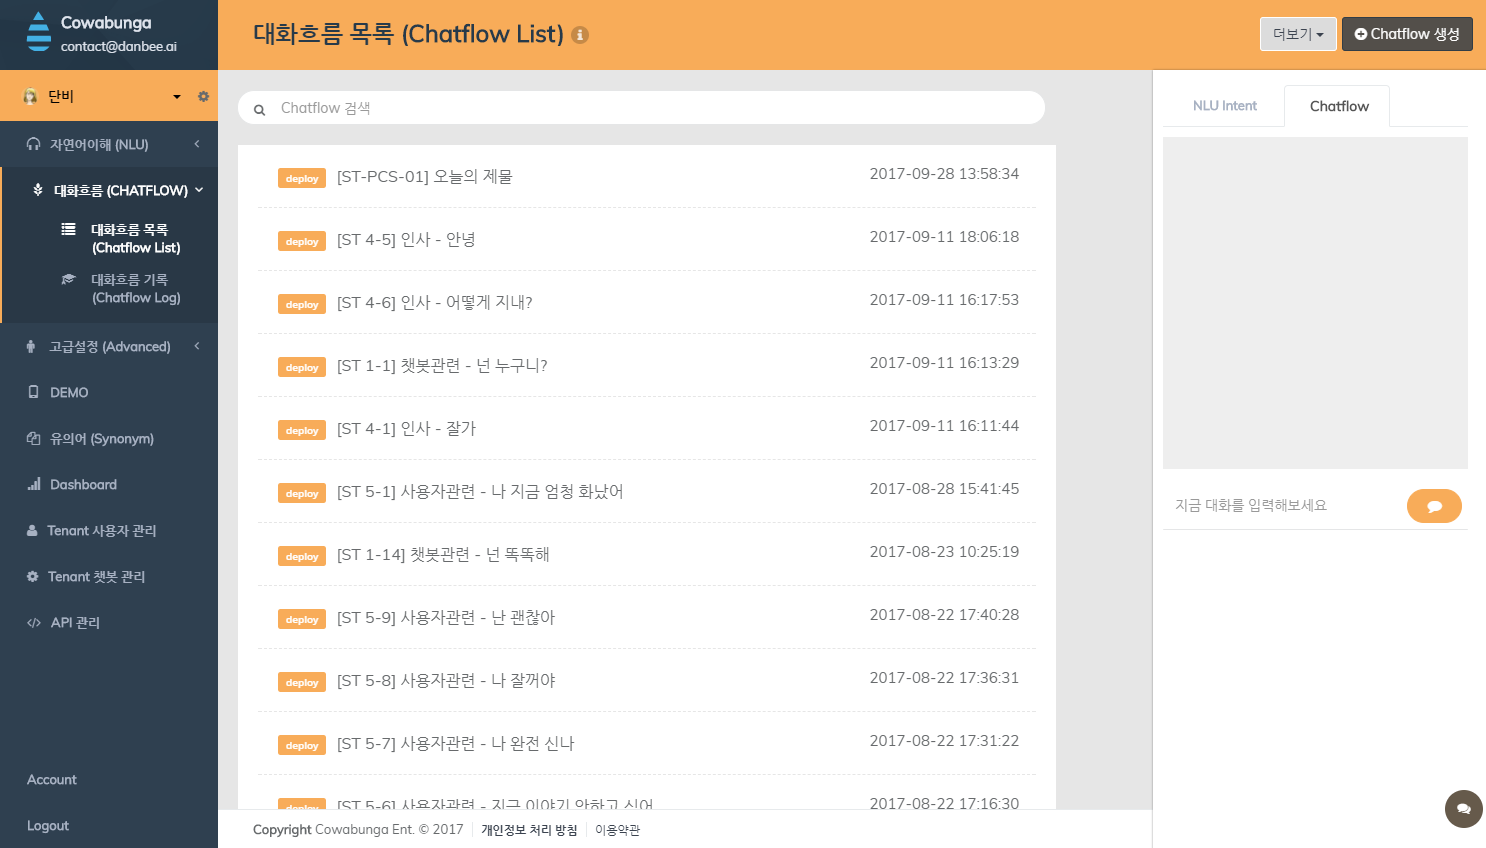 Cowabunga
contact@danbee.ai
단비
자연어이해 (NLU)
대화흐름 (CHATFLOW)
대화흐름 목록
(Chatflow List)
대화흐름 기록
(Chatflow Log)
고급설정 (Advanced)
DEMO
유의어 (Synonym)
Dashboard
Tenant 사용자 관리
Tenant 챗봇 관리
API 관리
Account
Logout
대화흐름 목록 (Chatflow List)
더보기
Chatflow 생성
Chatflow 검색
deploy [ST-PCS-01] 오늘의 제물 2017-09-28 13:58:34
deploy [ST 4-5] 인사 - 안녕 2017-09-11 18:06:18
deploy [ST 4-6] 인사 - 어떻게 지내? 2017-09-11 16:17:53
deploy [ST 1-1] 챗봇관련 - 넌 누구니? 2017-09-11 16:13:29
deploy [ST 4-1] 인사 - 잘가 2017-09-11 16:11:44
deploy [ST 5-1] 사용자관련 - 나 지금 엄청 화났어 2017-08-28 15:41:45
deploy [ST 1-14] 챗봇관련 - 넌 똑똑해 2017-08-23 10:25:19
deploy [ST 5-9] 사용자관련 - 난 괜찮아 2017-08-22 17:40:28
deploy [ST 5-8] 사용자관련 - 나 잘꺼야 2017-08-22 17:36:31
deploy [ST 5-7] 사용자관련 - 나 완전 신나 2017-08-22 17:31:22
deploy [ST 5-6] 사용자관련 - 지금 이야기 안하고 싶어 2017-08-22 17:16:30
Copyright Cowabunga Ent. © 2017 개인정보 처리 방침 이용약관
NLU Intent
Chatflow
지금 대화를 입력해보세요